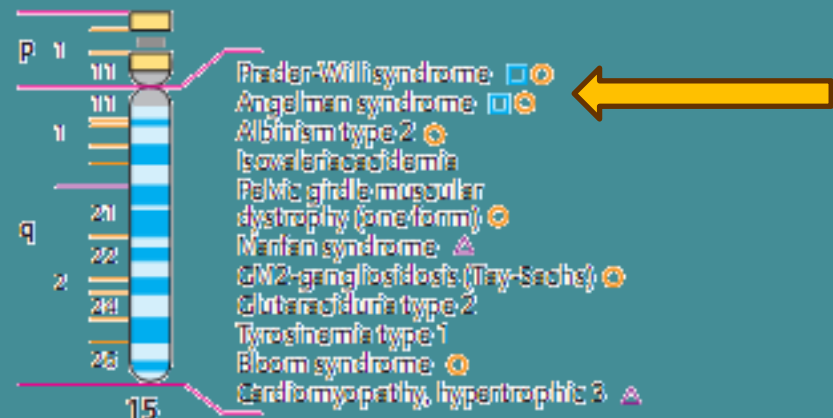 p 1
11
11
1
21
q
22
2
24
26
15
Prader-Willi syndrome
Angelman syndrome
Albinism type 2
Isovalericacidemia
Pelvic girdle muscular
dystrophy (one form)
Marfan syndrome
GM2-gangliosidosis (Tay-Sachs)
Glutaraciduria type 2
Tyrosinemia type 1
Bloom syndrome
Cardiomyopathy, hypertrophic 3